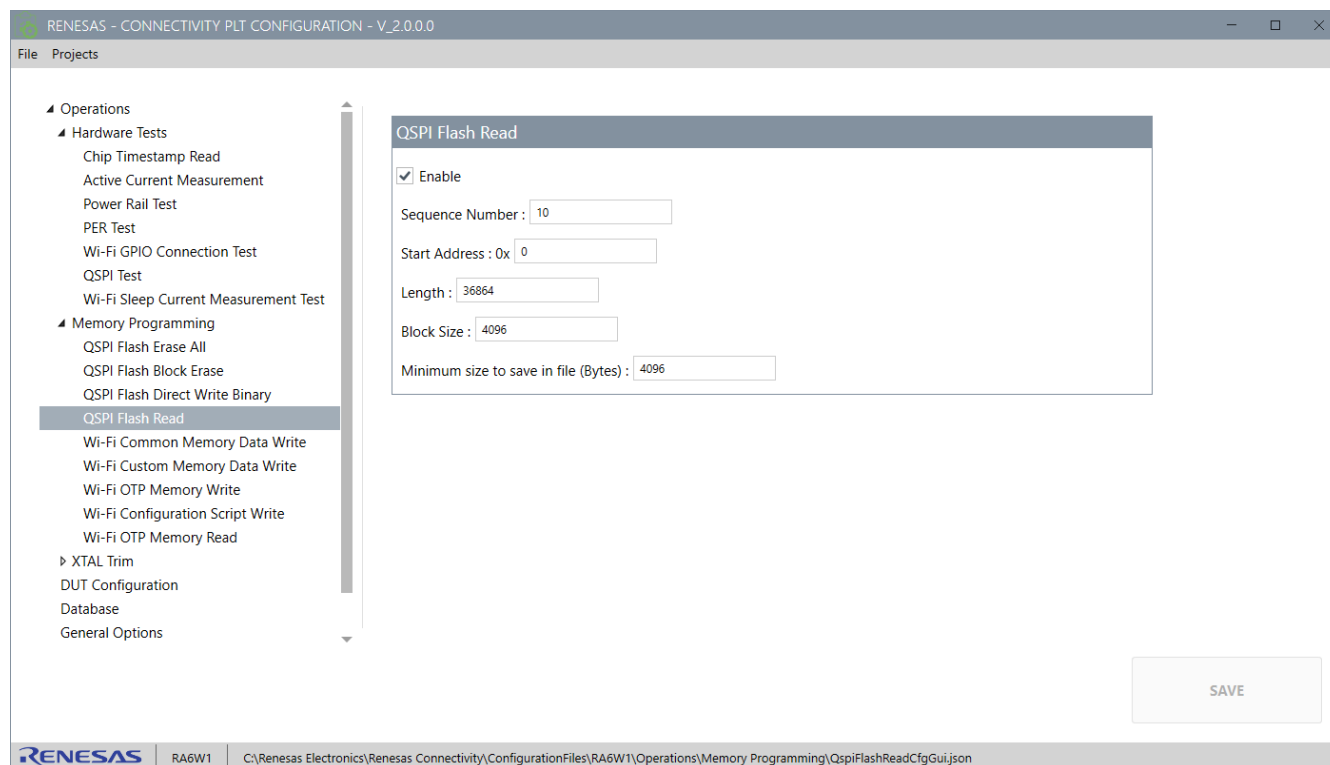 RENESAS - CONNECTIVITY PLT CONFIGURATION - V_2.0.0.0
File Projects
Operations
Hardware Tests
Chip Timestamp Read
Active Current Measurement
Power Rail Test
PER Test
Wi-Fi GPIO Connection Test
QSPI Test
Wi-Fi Sleep Current Measurement Test
Memory Programming
QSPI Flash Erase All
QSPI Flash Block Erase
QSPI Flash Direct Write Binary
QSPI Flash Read
Wi-Fi Common Memory Data Write
Wi-Fi Custom Memory Data Write
Wi-Fi OTP Memory Write
Wi-Fi Configuration Script Write
Wi-Fi OTP Memory Read
XTAL Trim
DUT Configuration
Database
General Options
QSPI Flash Read
Enable
Sequence Number : 10
Start Address : 0x 0
Length : 36864
Block Size : 4096
Minimum size to save in file (Bytes) : 4096
SAVE
RENESAS RA6W1 C:\Renesas Electronics\Renesas Connectivity\ConfigurationFiles\RA6W1\Operations\Memory Programming\QspiFlashReadCfgGui.json